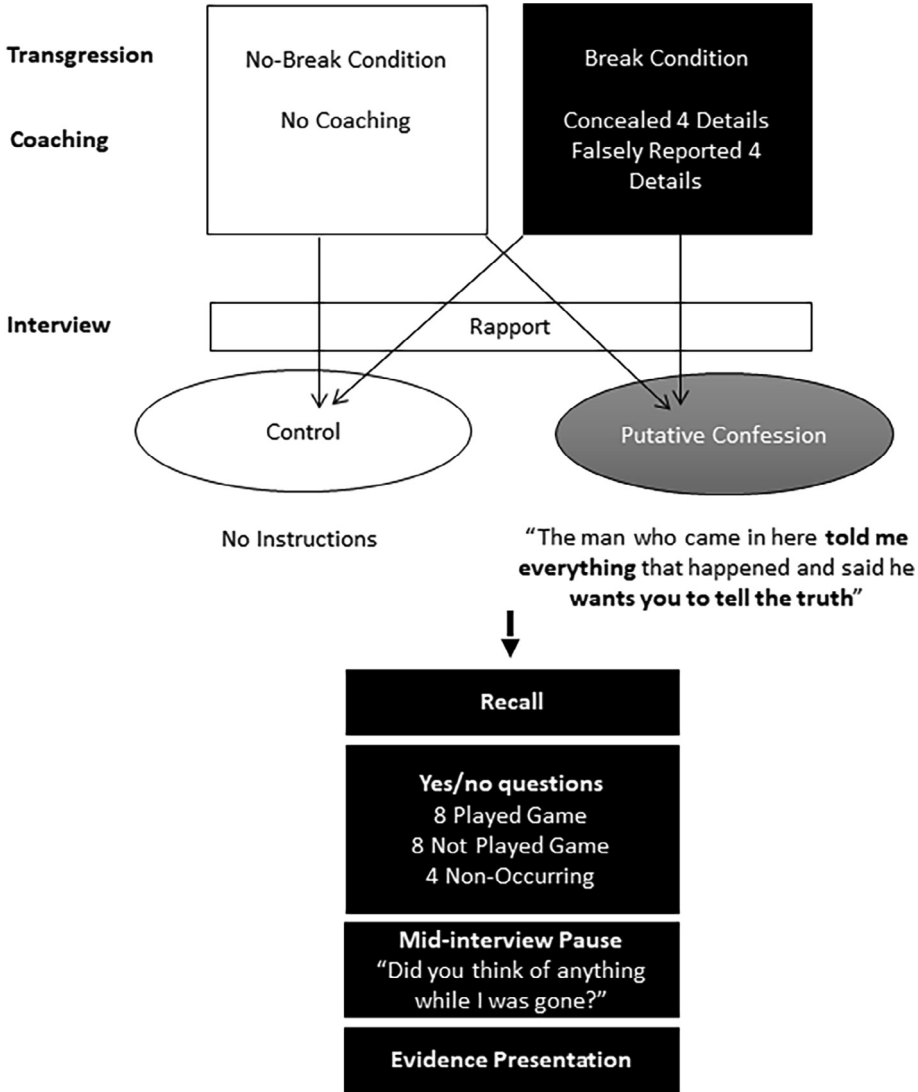 Transgression
No-Break Condition
Break Condition
Coaching
No Coaching
Concealed 4 Details
Falsely Reported 4
Details
Interview
Rapport
Control
Putative Confession
No Instructions
“The man who came in here told me
everything that happened and said he
wants you to tell the truth”
Recall
Yes/no questions
8 Played Game
8 Not Played Game
4 Non-Occurring
Mid-interview Pause
“Did you think of anything
while I was gone?”
Evidence Presentation